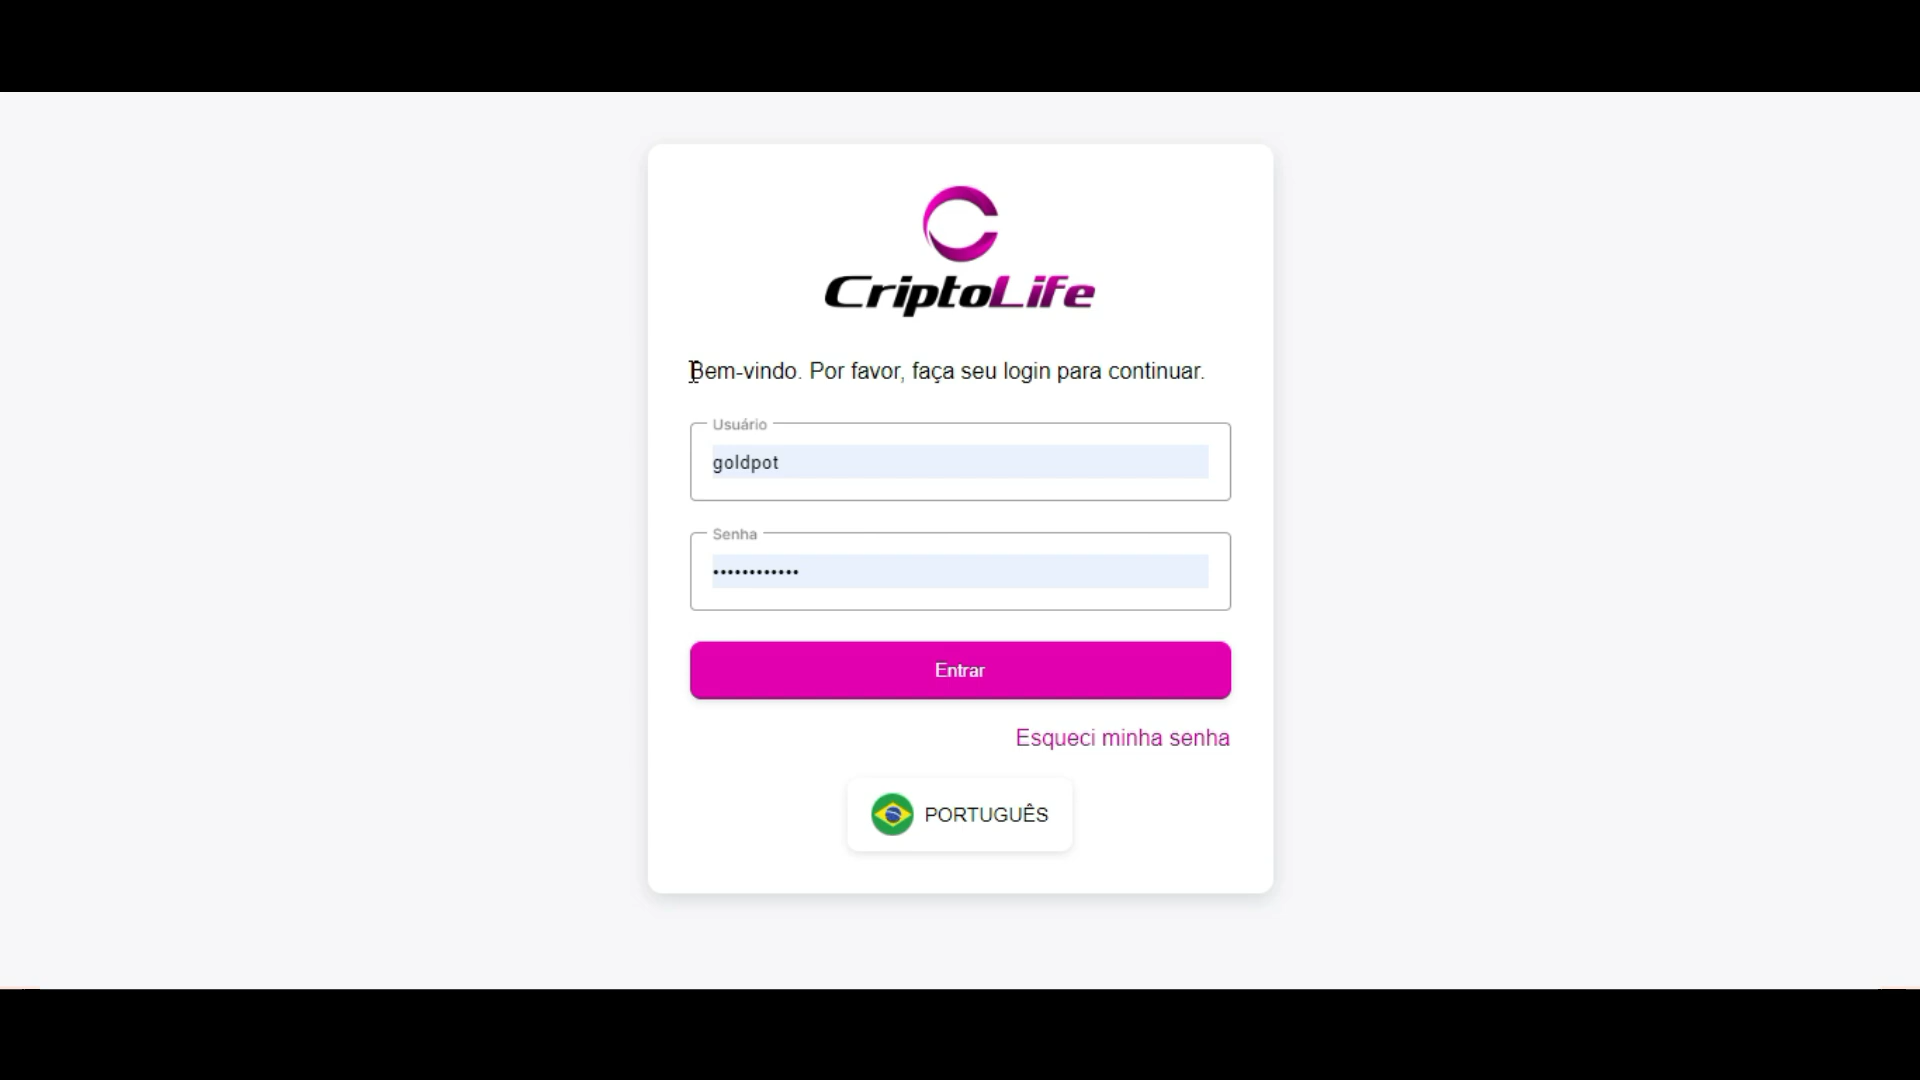 CriptoLife
Bem-vindo. Por favor, faça seu login para continuar.
Usuário
goldpot
Senha
••••••••••••
Entrar
Esqueci minha senha
PORTUGUÊS